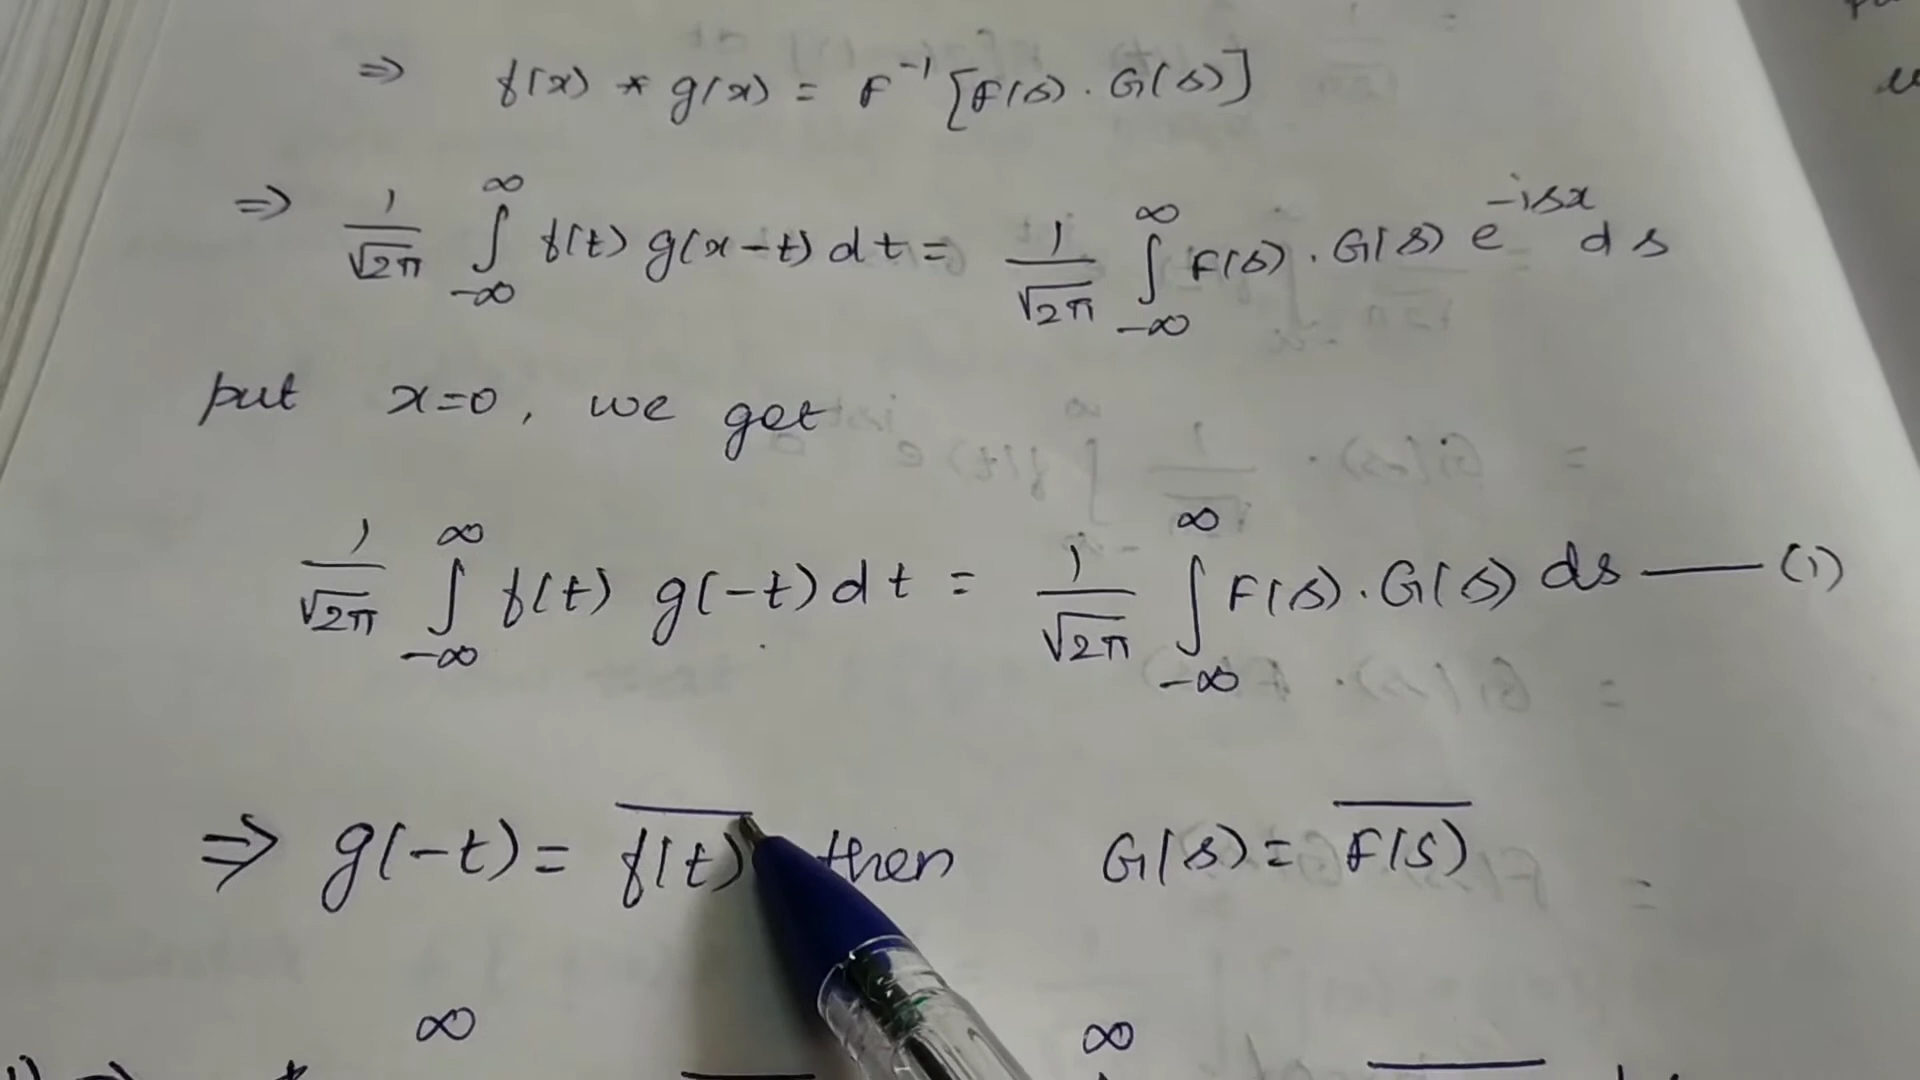 ⇒ f(x) * g(x) = F⁻¹ [F(s) . G(s)]
⇒ 1/√2π ∫_{-∞}^{∞} f(t) g(x-t) dt = 1/√2π ∫_{-∞}^{∞} F(s) . G(s) e^{-isx} ds
put x=0, we get
1/√2π ∫_{-∞}^{∞} f(t) g(-t) dt = 1/√2π ∫_{-∞}^{∞} F(s) . G(s) ds —— (1)
⇒ g(-t) = \overline{f(t)} then G(s) = \overline{F(s)}
∞ ∞